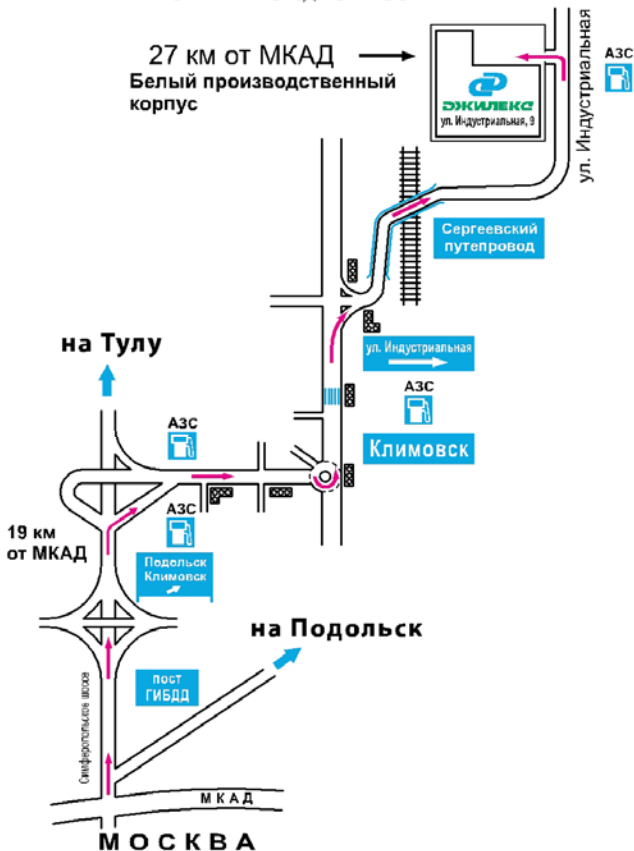 27 км от МКАД
Белый производственный
корпус
ДЖИЛЕКС
ул. Индустриальная, 9
АЗС
ул. Индустриальная
Сергеевский
путепровод
на Тулу
ул. Индустриальная
АЗС
Климовск
АЗС
АЗС
19 км
от МКАД
Подольск
Климовск
на Подольск
пост
ГИБДД
Симферопольское шоссе
МКАД
МОСКВА